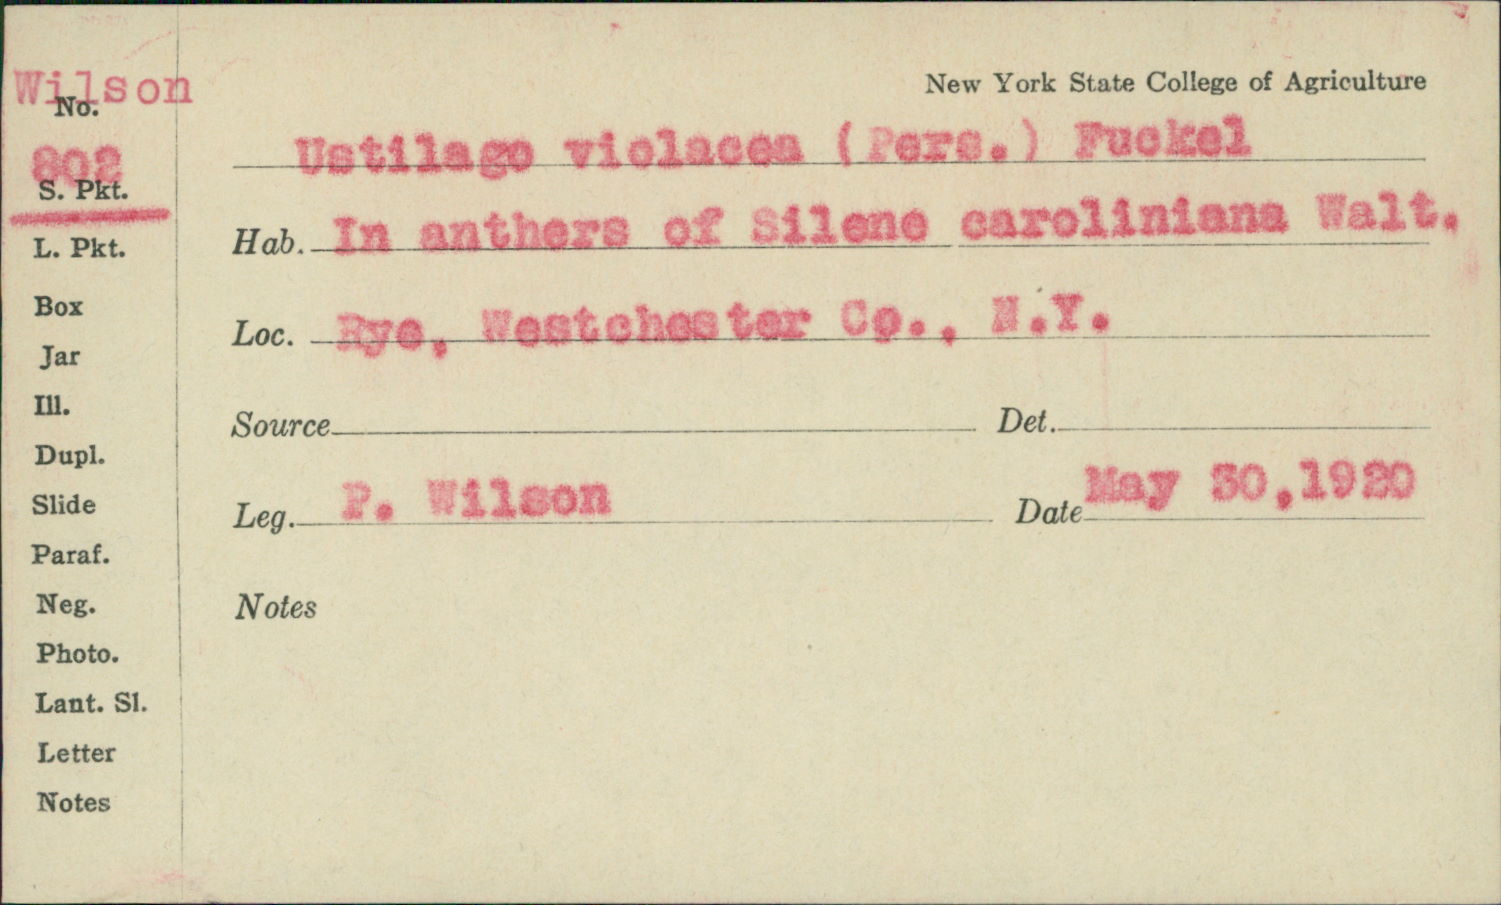 Wilson
No.
802
S. Pkt.
L. Pkt.
Box
Jar
Ill.
Dupl.
Slide
Paraf.
Neg.
Photo.
Lant. Sl.
Letter
Notes
New York State College of Agriculture
Ustilago violacea (Pers.) Fuckel
Hab. In anthers of Silene caroliniana Walt.
Loc. Rye, Westchester Co., N.Y.
Source Det.
Leg. P. Wilson Date May 30, 1920
Notes